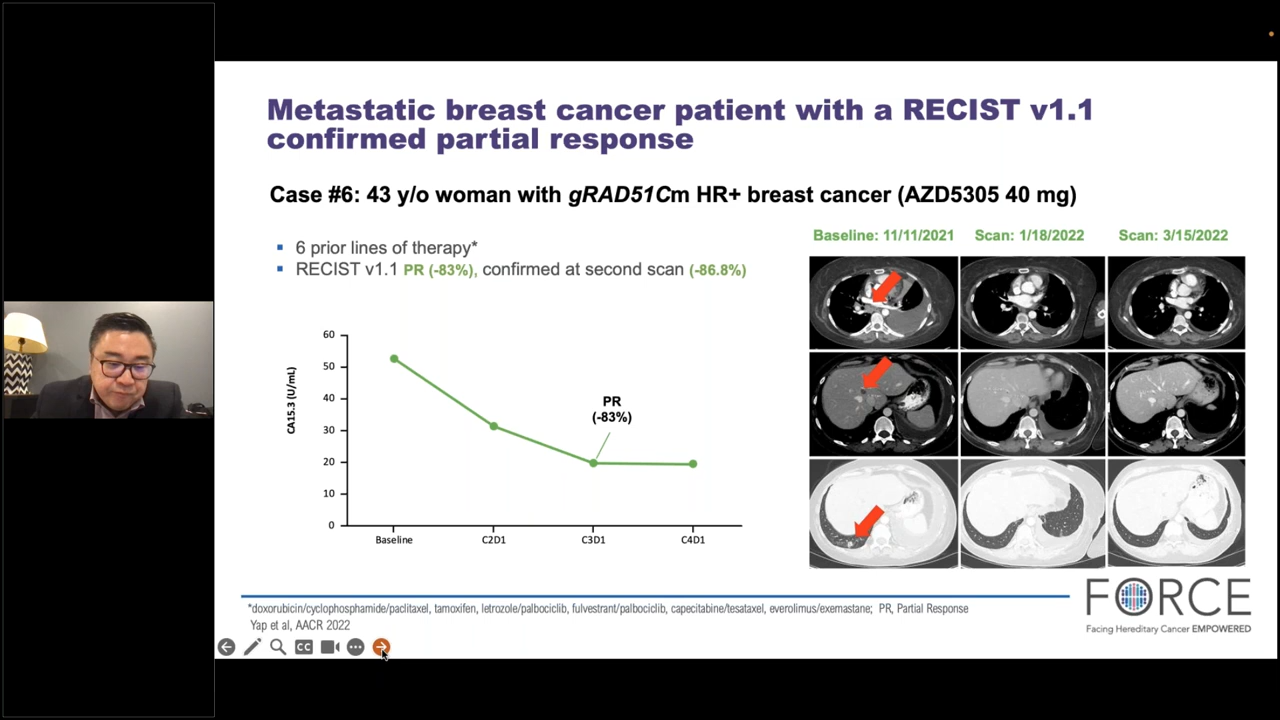 Metastatic breast cancer patient with a RECIST v1.1
confirmed partial response
Case #6: 43 y/o woman with gRAD51Cm HR+ breast cancer (AZD5305 40 mg)
▪ 6 prior lines of therapy*
▪ RECIST v1.1 PR (-83%), confirmed at second scan (-86.8%)
Baseline: 11/11/2021 Scan: 1/18/2022 Scan: 3/15/2022
CA15.3 (U/mL)
60
50
40
30
20
10
0
PR
(-83%)
Baseline C2D1 C3D1 C4D1
*doxorubicin/cyclophosphamide/paclitaxel, tamoxifen, letrozole/palbociclib, fulvestrant/palbociclib, capecitabine/tesataxel, everolimus/exemastane; PR, Partial Response
Yap et al, AACR 2022
FORCE
Facing Hereditary Cancer EMPOWERED
CC